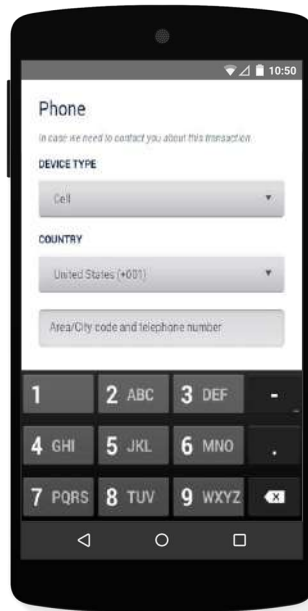 10:50
Phone
In case we need to contact you about this transaction
DEVICE TYPE
Cell
COUNTRY
United States (+001)
Area/City code and telephone number
1 2 ABC 3 DEF -
4 GHI 5 JKL 6 MNO .
7 PQRS 8 TUV 9 WXYZ